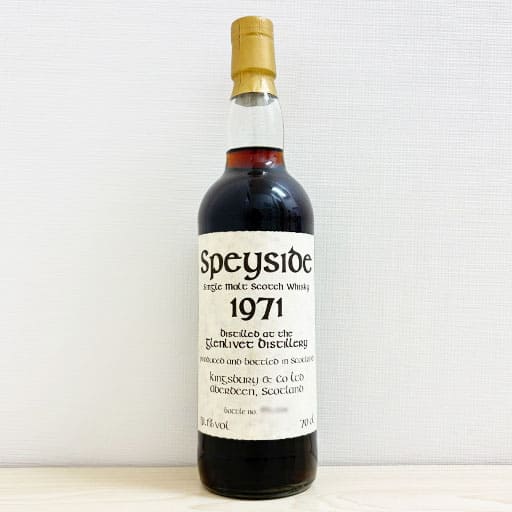 Speyside
Single Malt Scotch Whisky
1971
Distilled at the
Glenlivet Distillery
produced and bottled in Scotland
Kingsbury & Co Ltd
Aberdeen, Scotland
bottle no.
vol 70 cl